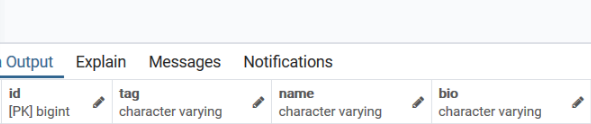 Output Explain Messages Notifications
id tag name bio
[PK] bigint character varying character varying character varying